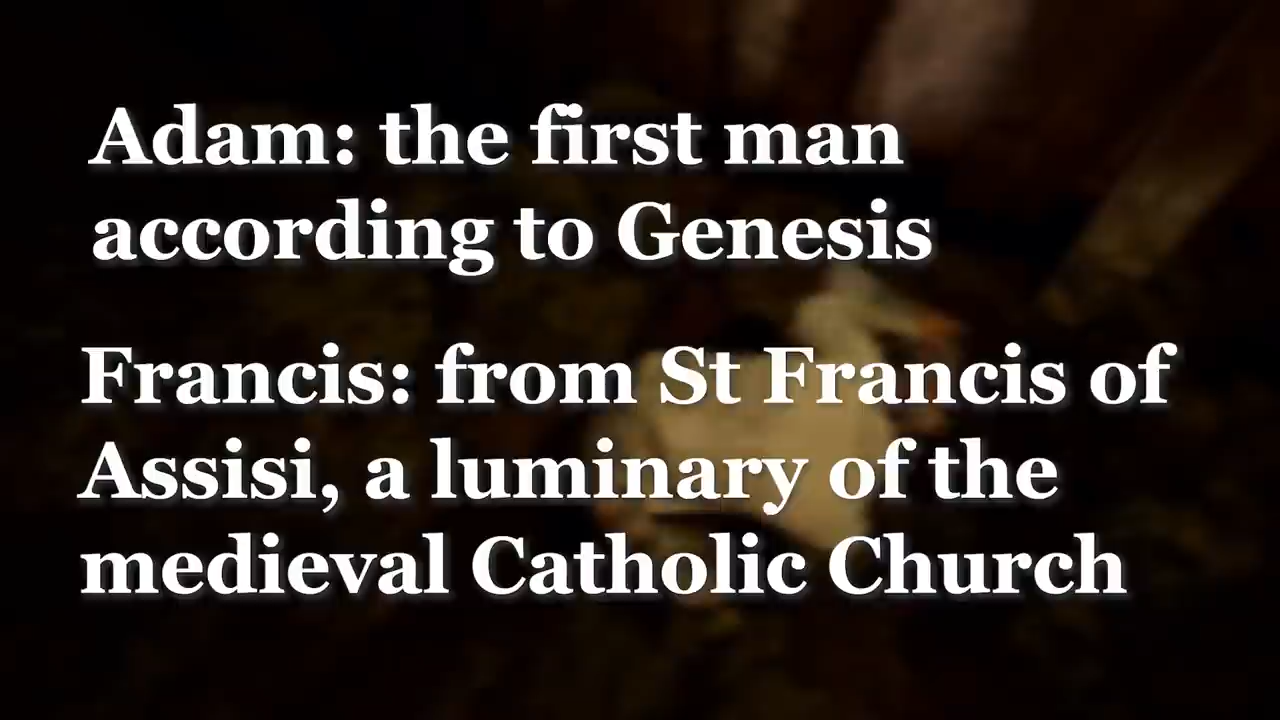 Adam: the first man
according to Genesis
Francis: from St Francis of
Assisi, a luminary of the
medieval Catholic Church